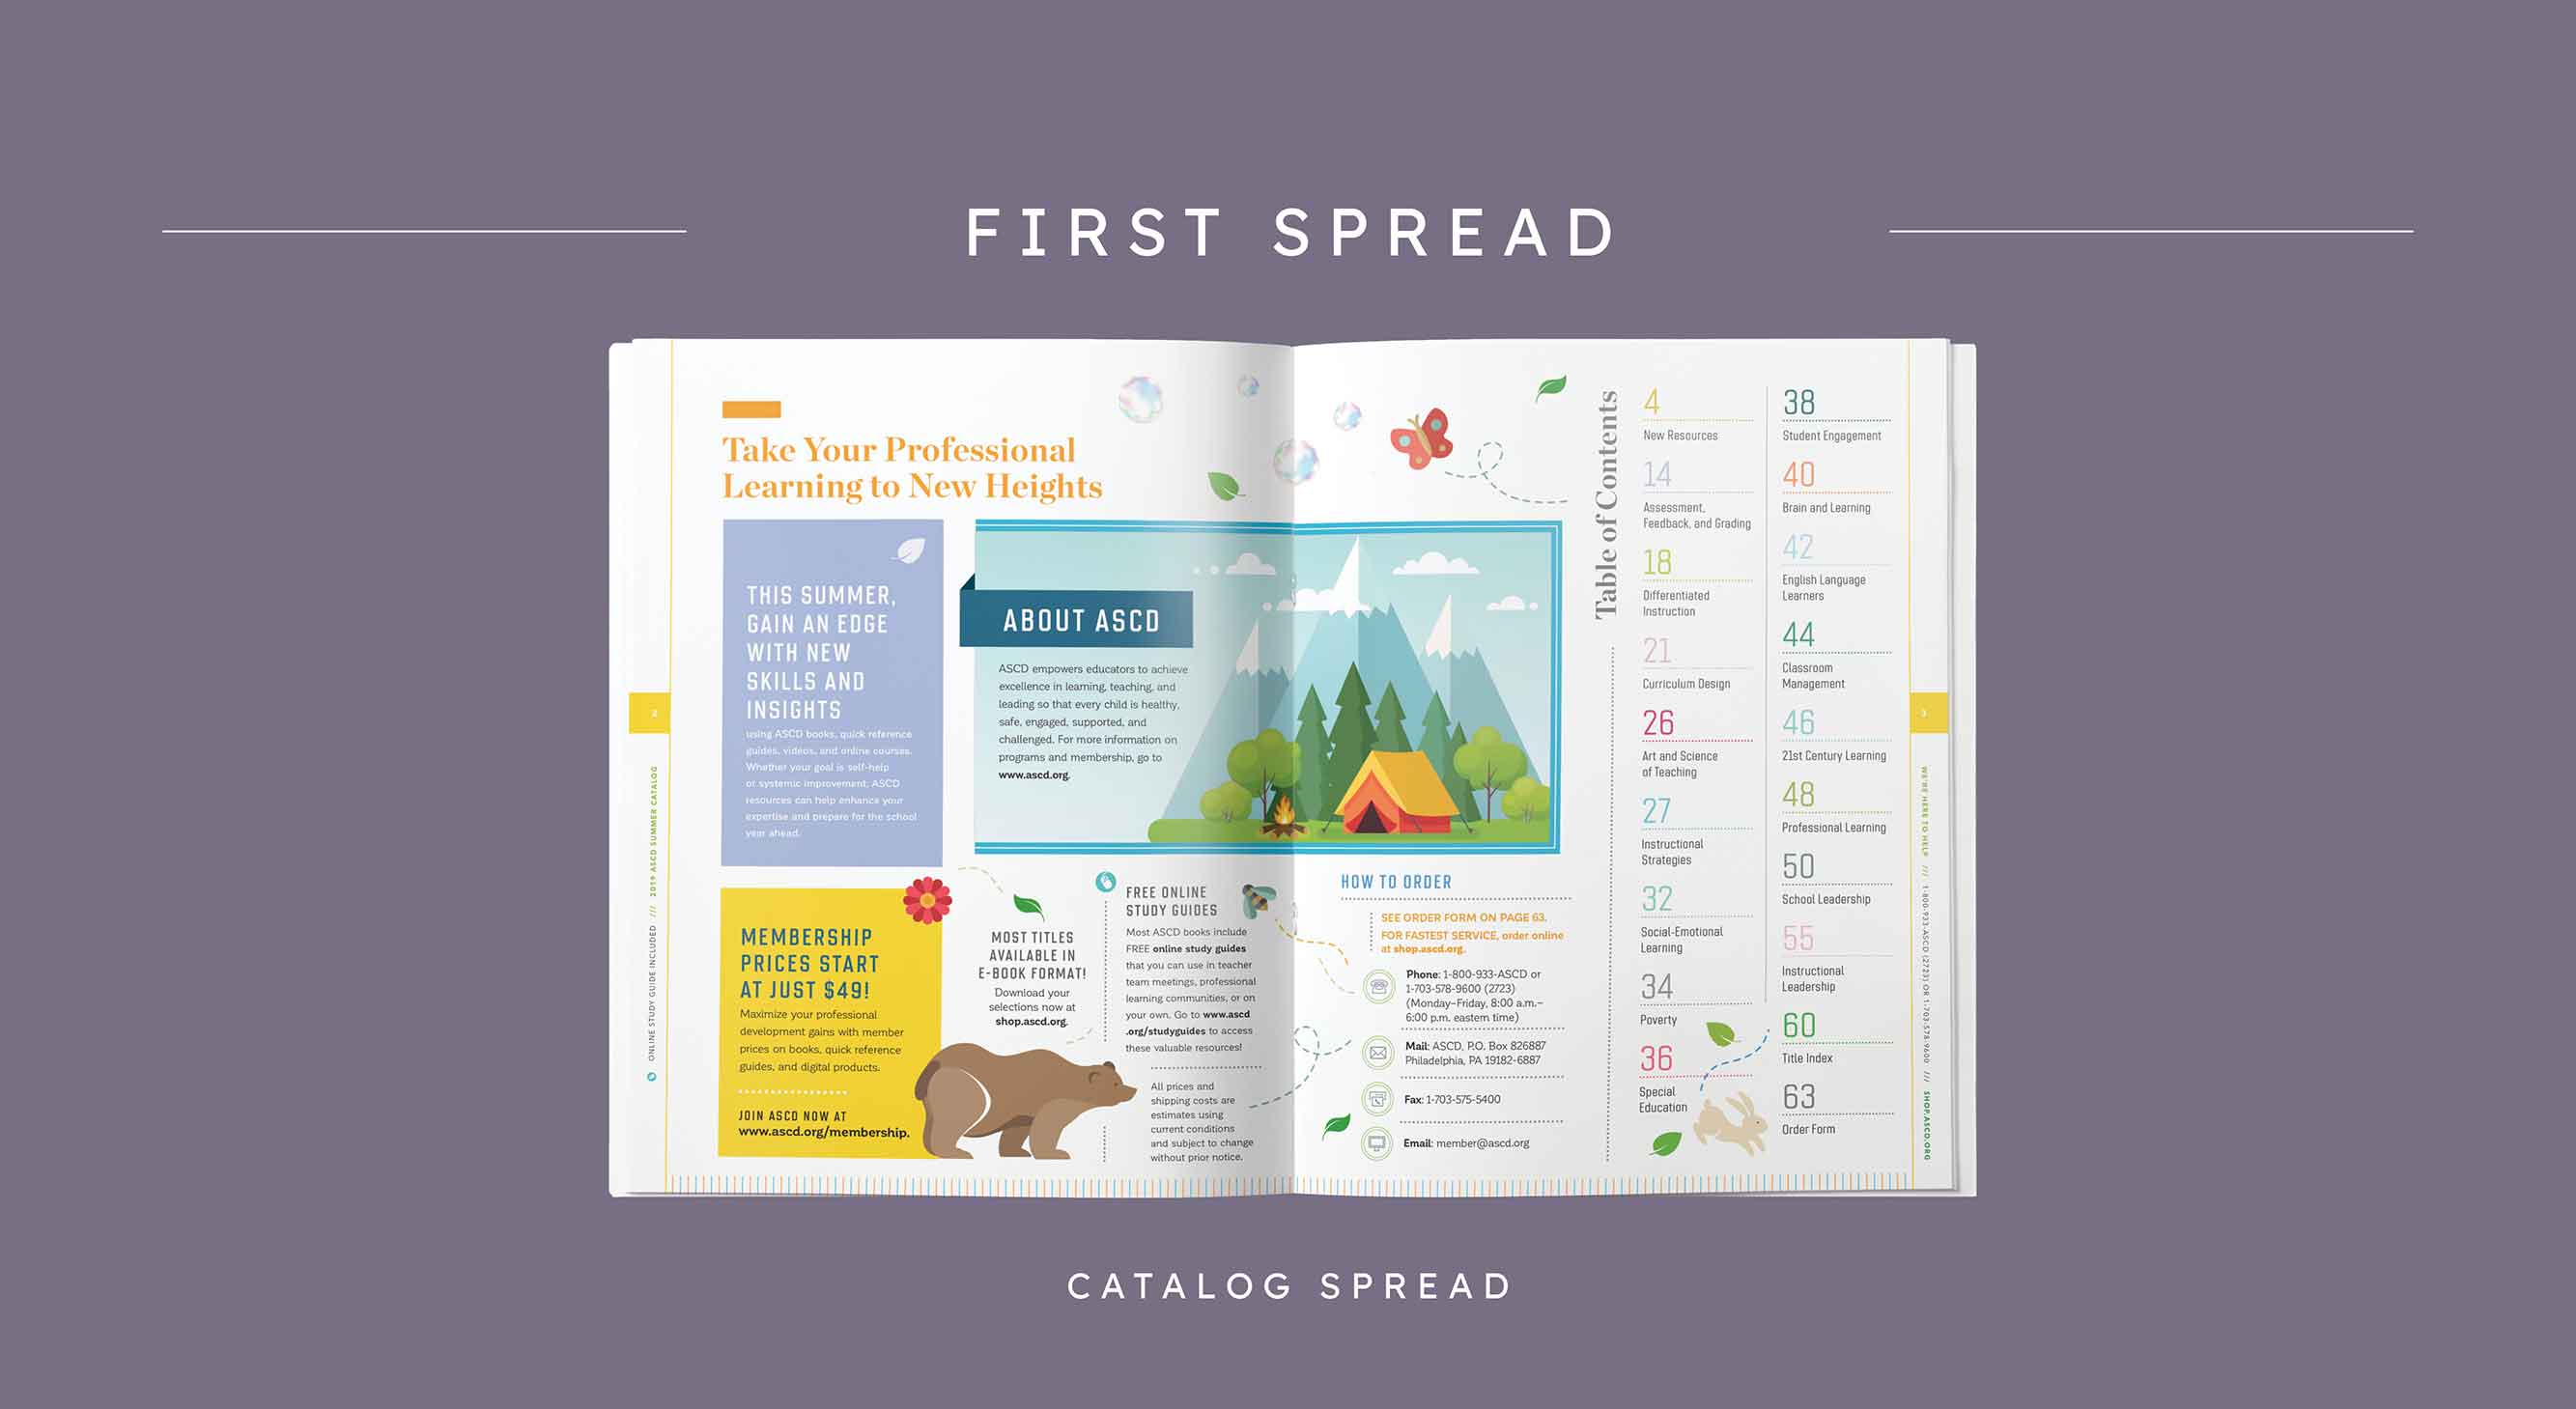 FIRST SPREAD
Take Your Professional
Learning to New Heights
THIS SUMMER,
GAIN AN EDGE
WITH NEW
SKILLS AND
INSIGHTS
using ASCD books, quick reference
guides, videos, and online courses.
Whether your goal is self-help
or systemic improvement, ASCD
resources can help enhance your
expertise and prepare for the school
year ahead.
ABOUT ASCD
ASCD empowers educators to achieve
excellence in learning, teaching, and
leading so that every child is healthy,
safe, engaged, supported, and
challenged. For more information on
programs and membership, go to
www.ascd.org.
MEMBERSHIP
PRICES START
AT JUST $49!
Maximize your professional
development gains with member
prices on books, quick reference
guides, and digital products.
JOIN ASCD NOW AT
www.ascd.org/membership.
MOST TITLES
AVAILABLE IN
E-BOOK FORMAT!
Download your
selections now at
shop.ascd.org.
FREE ONLINE
STUDY GUIDES
Most ASCD books include
FREE online study guides
that you can use in teacher
team meetings, professional
learning communities, or on
your own. Go to www.ascd
.org/studyguides to access
these valuable resources!
All prices and
shipping costs are
estimates using
current conditions
and subject to change
without prior notice.
2
ONLINE STUDY GUIDE INCLUDED /// 2019 ASCD SUMMER CATALOG
HOW TO ORDER
SEE ORDER FORM ON PAGE 63.
FOR FASTEST SERVICE, order online
at shop.ascd.org.
Phone: 1-800-933-ASCD or
1-703-578-9600 (2723)
(Monday–Friday, 8:00 a.m.–
6:00 p.m. eastern time)
Mail: ASCD, P.O. Box 826887
Philadelphia, PA 19182-6887
Fax: 1-703-575-5400
Email: member@ascd.org
Table of Contents
4
New Resources
14
Assessment,
Feedback, and Grading
18
Differentiated
Instruction
21
Curriculum Design
26
Art and Science
of Teaching
27
Instructional
Strategies
32
Social-Emotional
Learning
34
Poverty
36
Special
Education
38
Student Engagement
40
Brain and Learning
42
English Language
Learners
44
Classroom
Management
46
21st Century Learning
48
Professional Learning
50
School Leadership
55
Instructional
Leadership
60
Title Index
63
Order Form
3
WE'RE HERE TO HELP /// 1-800-933-ASCD (2723) OR 1-703-578-9600 /// SHOP.ASCD.ORG
CATALOG SPREAD